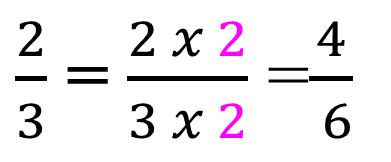 2/3 = 2 x 2/3 x 2 = 4/6